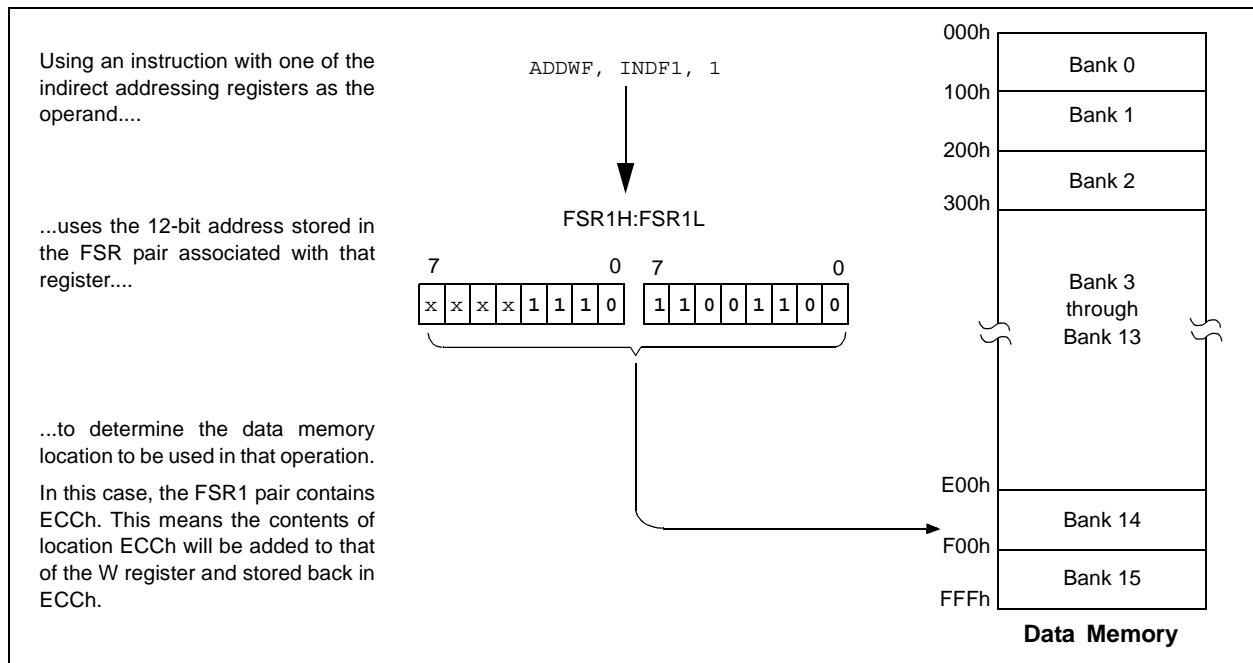 Using an instruction with one of the
indirect addressing registers as the
operand....
ADDWF, INDF1, 1
...uses the 12-bit address stored in
the FSR pair associated with that
register....
FSR1H:FSR1L
7 0 7 0
x x x x 1 1 1 0 1 1 0 0 1 1 0 0
...to determine the data memory
location to be used in that operation.
In this case, the FSR1 pair contains
ECCh. This means the contents of
location ECCh will be added to that
of the W register and stored back in
ECCh.
000h
Bank 0
100h
Bank 1
200h
Bank 2
300h
Bank 3
through
Bank 13
E00h
Bank 14
F00h
Bank 15
FFFh
Data Memory